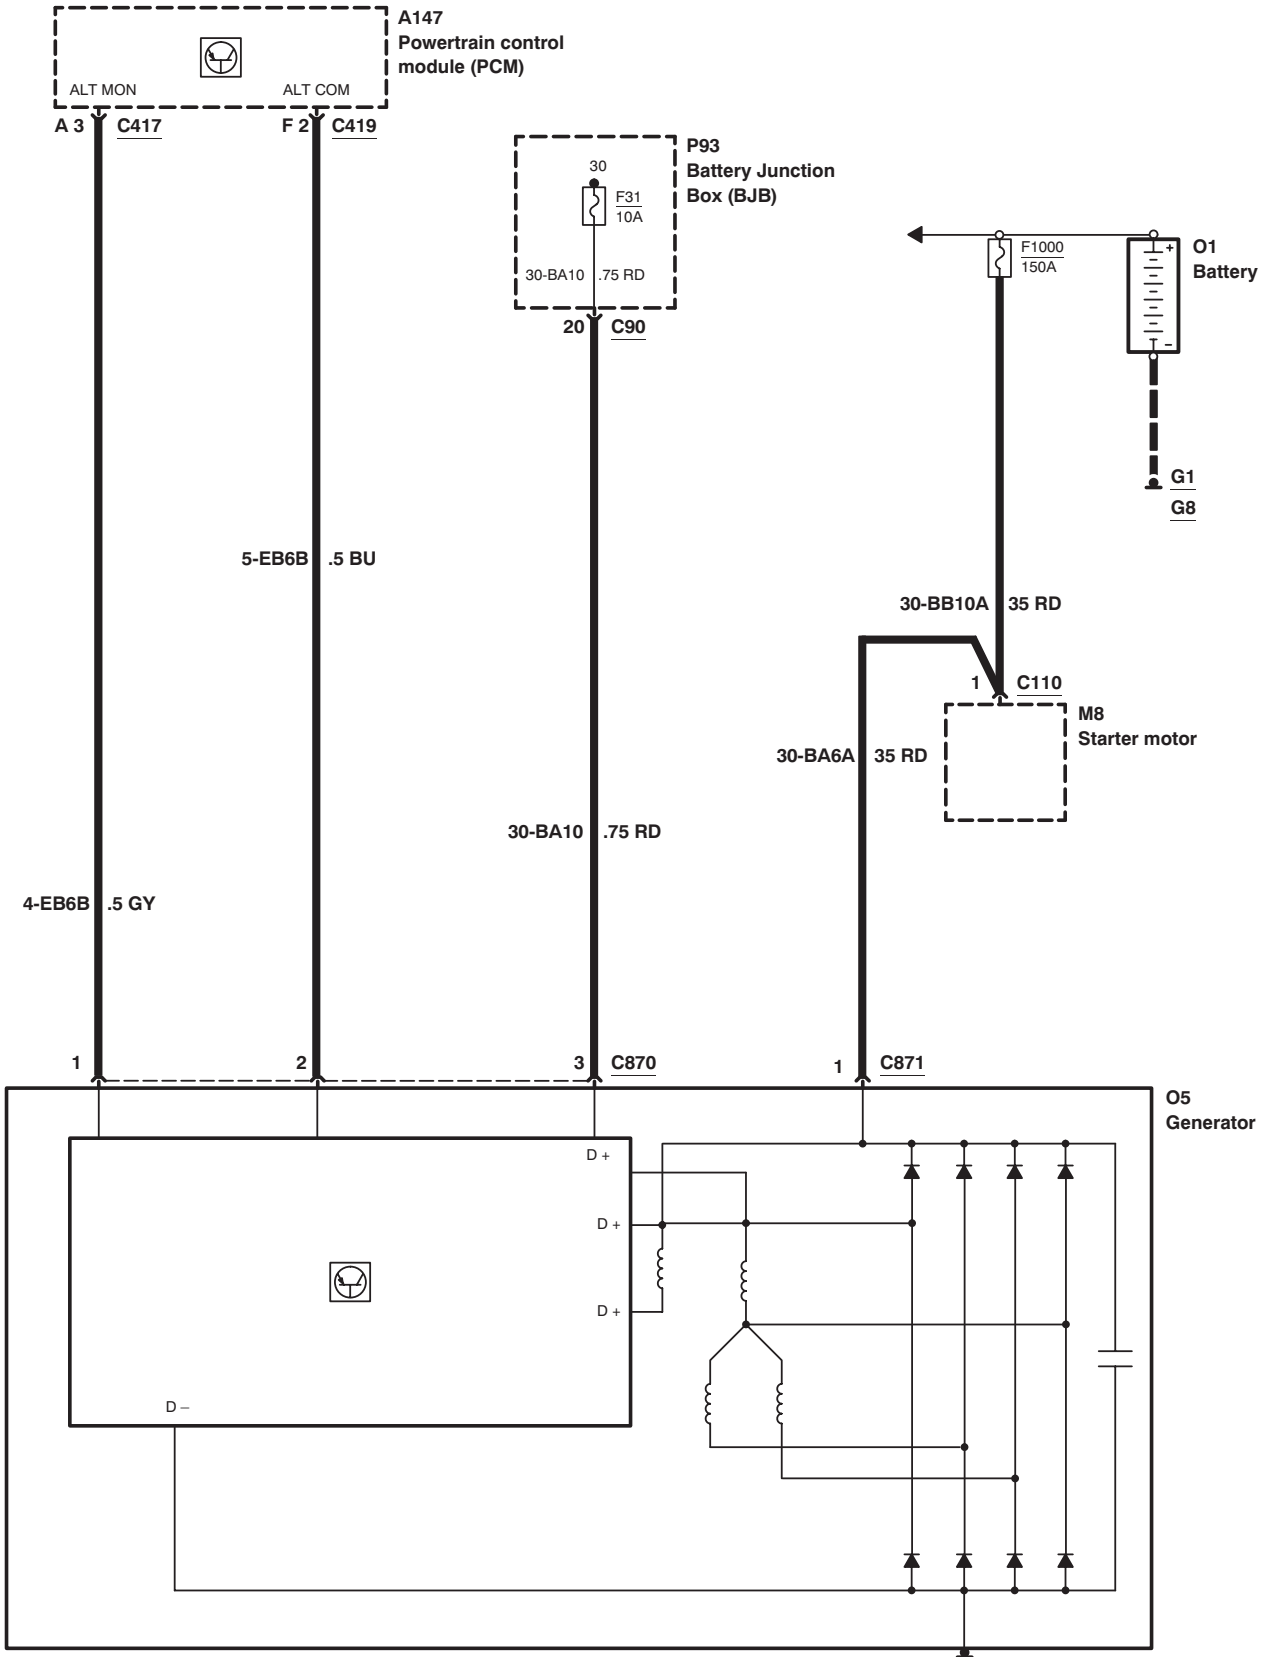 A147
Powertrain control
module (PCM)
ALT MON
ALT COM
A 3
C417
F 2
C419
P93
Battery Junction
Box (BJB)
30
F31
10A
30-BA10
.75 RD
20
C90
F1000
150A
+
–
O1
Battery
G1
G8
5-EB6B
.5 BU
30-BB10A
35 RD
1
C110
M8
Starter motor
30-BA6A
35 RD
30-BA10
.75 RD
4-EB6B
.5 GY
1
2
3
C870
1
C871
O5
Generator
D +
D +
D +
D –